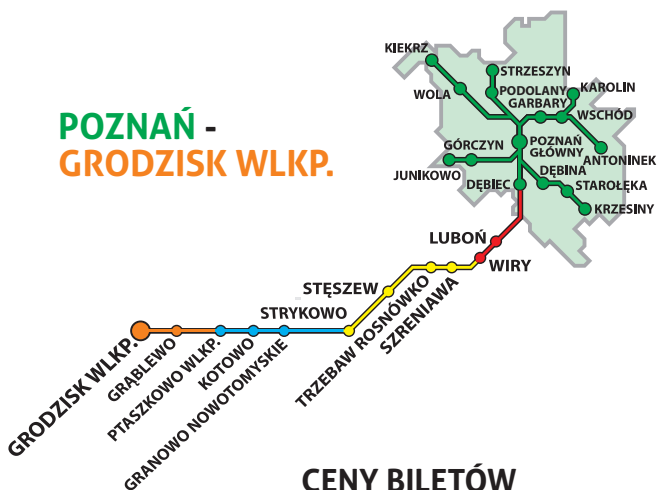 POZNAŃ -
GRODZISK WLKP.
KIEKRZ
STRZESZYN
WOLA
PODOLANY
KAROLIN
GARBARY
WSCHÓD
GÓRCZYN
POZNAŃ
GŁÓWNY
ANTONINEK
JUNIKOWO
DĘBINA
DĘBIEC
STAROŁĘKA
KRZESINY
LUBOŃ
WIRY
STĘSZEW
STRYKOWO
TRZEBAW ROSNÓWKO
SZRENIAWA
GRODZISK WLKP.
GRĄBLEWO
PTASZKOWO WLKP.
KOTOWO
GRANOWO NOWOTOMYSKIE
CENY BILETÓW